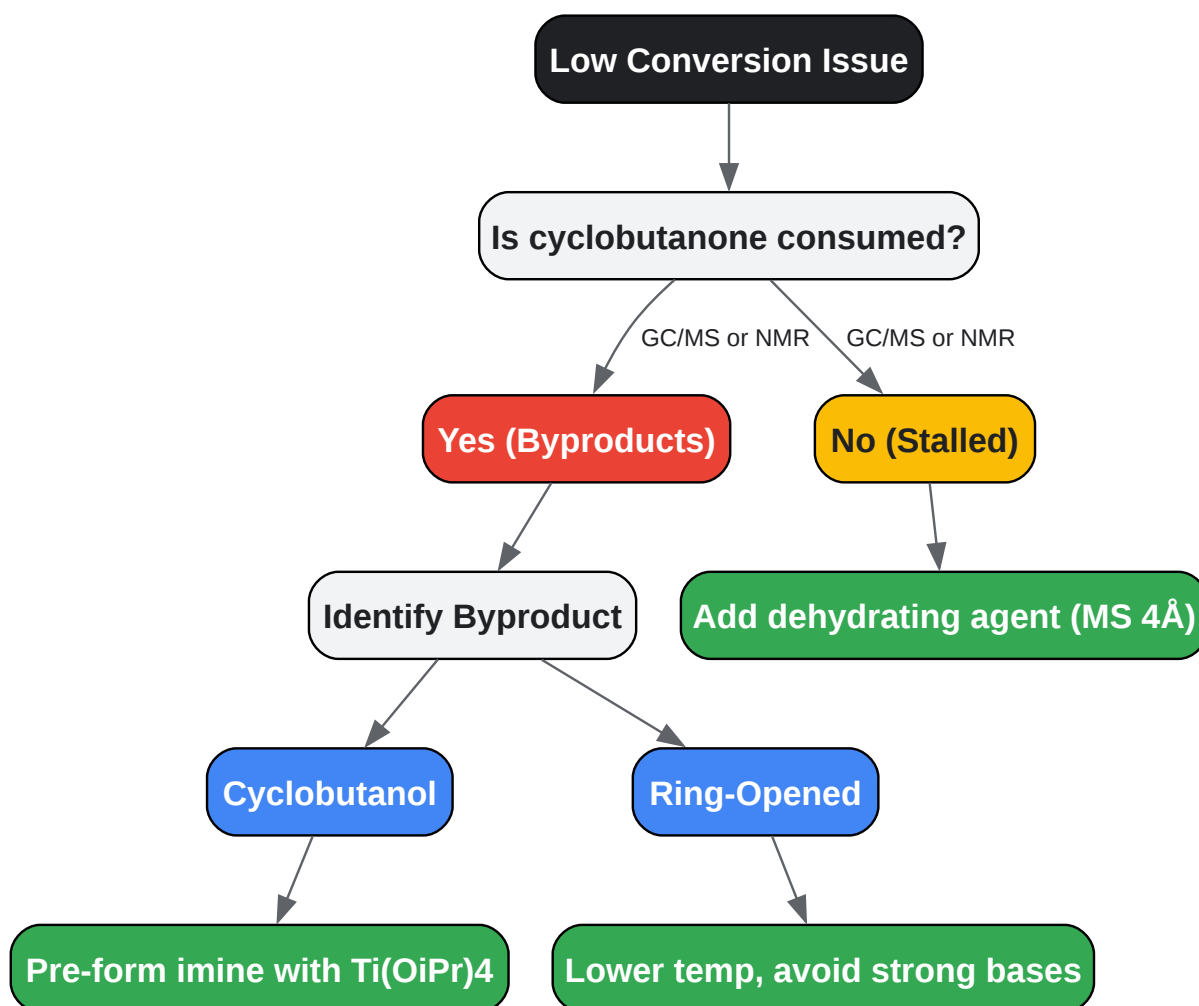 Low Conversion Issue
Is cyclobutanone consumed?
GC/MS or NMR
GC/MS or NMR
Yes (Byproducts)
No (Stalled)
Identify Byproduct
Add dehydrating agent (MS 4Å)
Cyclobutanol
Ring-Opened
Pre-form imine with Ti(OiPr)4
Lower temp, avoid strong bases